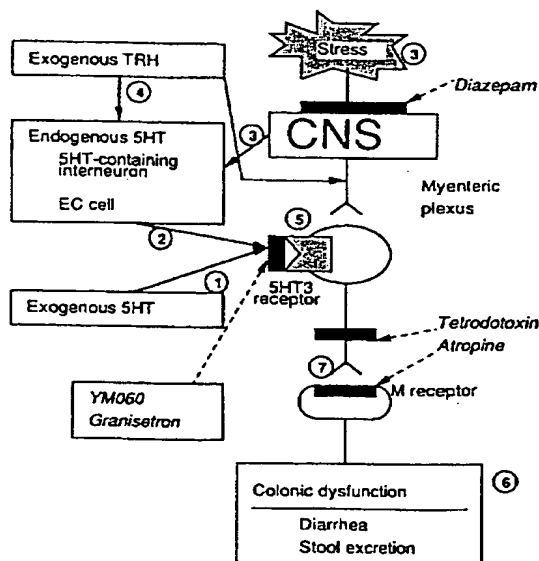 Stress
3
Exogenous TRH
4
Diazepam
3
CNS
Endogenous 5HT
5HT-containing
interneuron
EC cell
Myenteric
plexus
5
2
1
5HT3
receptor
Exogenous 5HT
Tetrodotoxin
Atropine
7
M receptor
YM060
Granisetron
6
Colonic dysfunction
Diarrhea
Stool excretion